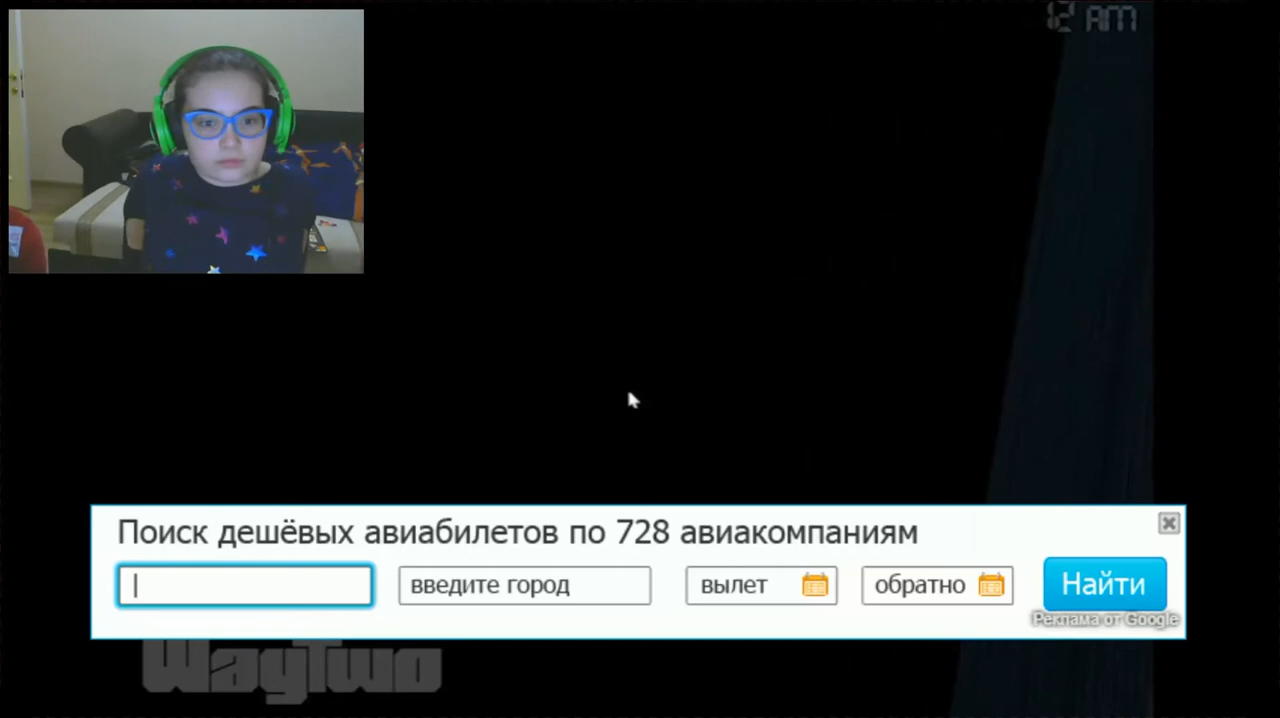 12 AM
Поиск дешёвых авиабилетов по 728 авиакомпаниям
введите город
вылет
обратно
Найти
Реклама от Google
WayTwo